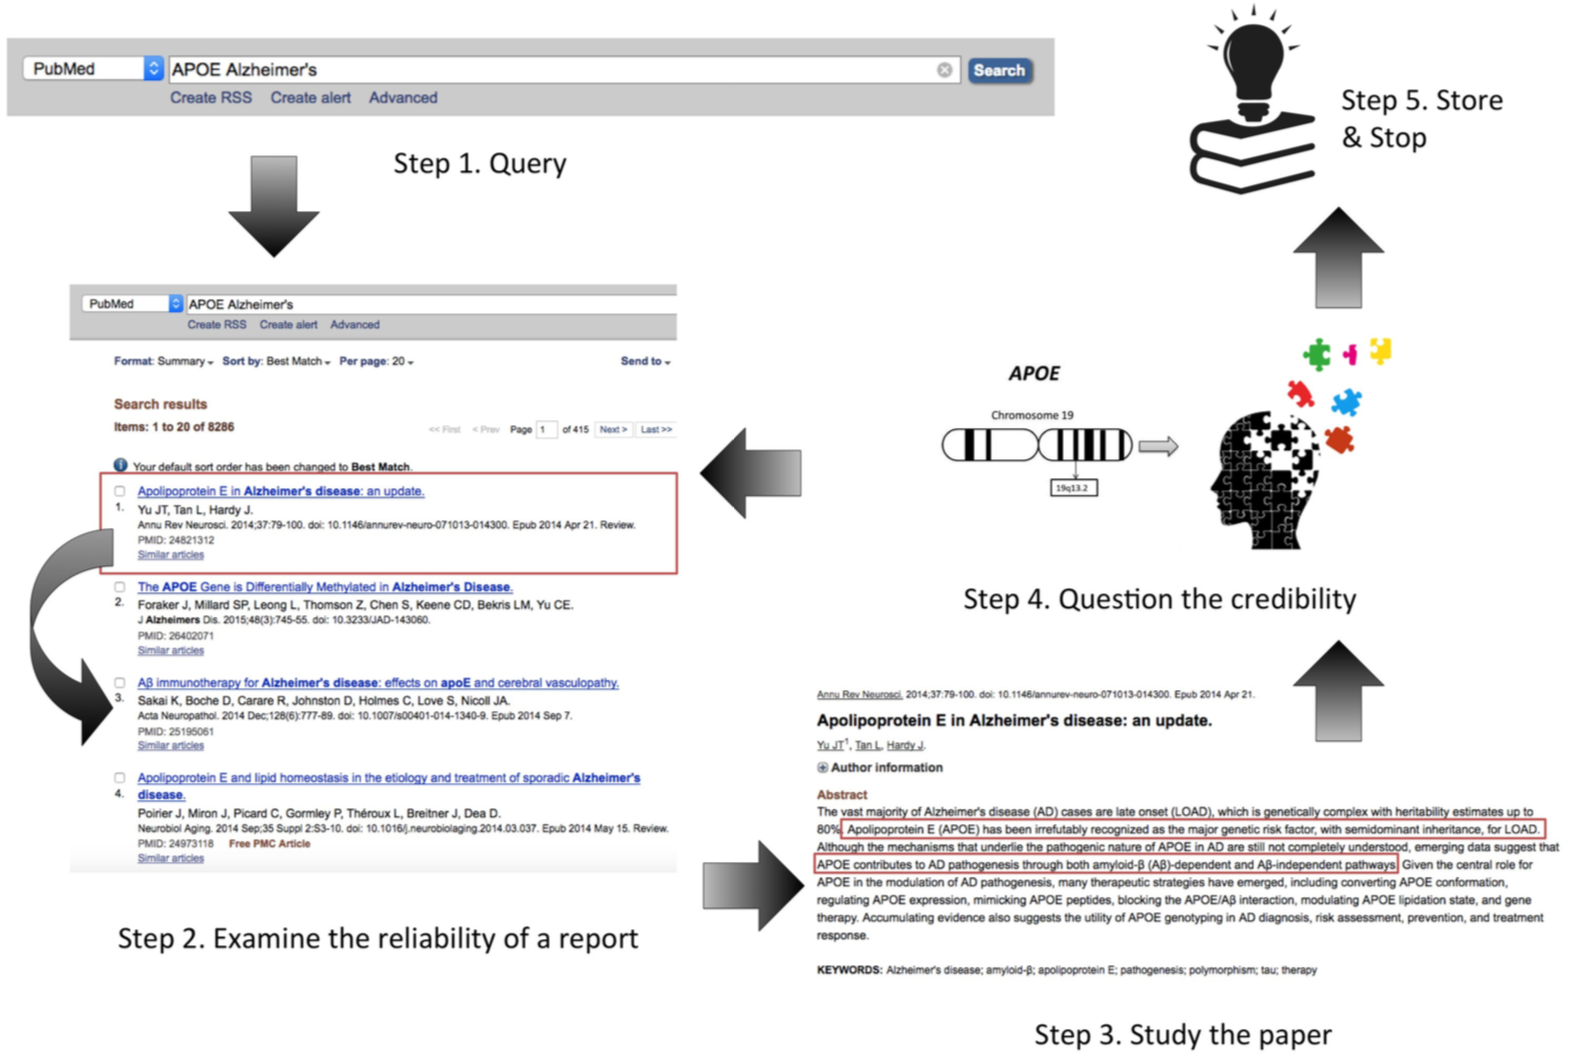 PubMed
APOE Alzheimer's
Search
Create RSS Create alert Advanced
Step 1. Query
PubMed
APOE Alzheimer's
Create RSS Create alert Advanced
Format: Summary Sort by: Best Match Per page: 20 Send to
Search results
Items: 1 to 20 of 8286
<< First < Prev Page 1 of 415 Next > Last >>
Your default sort order has been changed to Best Match.
Apolipoprotein E in Alzheimer's disease: an update.
1. Yu JT, Tan L, Hardy J.
Annu Rev Neurosci. 2014;37:79-100. doi: 10.1146/annurev-neuro-071013-014300. Epub 2014 Apr 21. Review.
PMID: 24821312
Similar articles
The APOE Gene is Differentially Methylated in Alzheimer's Disease.
2. Foraker J, Millard SP, Leong L, Thomson Z, Chen S, Keene CD, Bekris LM, Yu CE.
J Alzheimers Dis. 2015;48(3):745-55. doi: 10.3233/JAD-143060.
PMID: 26402071
Similar articles
Aβ immunotherapy for Alzheimer's disease: effects on apoE and cerebral vasculopathy.
3. Sakai K, Boche D, Carare R, Johnston D, Holmes C, Love S, Nicoll JA.
Acta Neuropathol. 2014 Dec;128(6):777-89. doi: 10.1007/s00401-014-1340-9. Epub 2014 Sep 7.
PMID: 25195061
Similar articles
Apolipoprotein E and lipid homeostasis in the etiology and treatment of sporadic Alzheimer's
4. disease.
Poirier J, Miron J, Picard C, Gormley P, Théroux L, Breitner J, Dea D.
Neurobiol Aging. 2014 Sep;35 Suppl 2:S3-10. doi: 10.1016/j.neurobiolaging.2014.03.037. Epub 2014 May 15. Review.
PMID: 24973118 Free PMC Article
Similar articles
Step 2. Examine the reliability of a report
Annu Rev Neurosci. 2014;37:79-100. doi: 10.1146/annurev-neuro-071013-014300. Epub 2014 Apr 21.
Apolipoprotein E in Alzheimer's disease: an update.
Yu JT1, Tan L, Hardy J.
Author information
Abstract
The vast majority of Alzheimer's disease (AD) cases are late onset (LOAD), which is genetically complex with heritability estimates up to
80%. Apolipoprotein E (APOE) has been irrefutably recognized as the major genetic risk factor, with semidominant inheritance, for LOAD.
Although the mechanisms that underlie the pathogenic nature of APOE in AD are still not completely understood, emerging data suggest that
APOE contributes to AD pathogenesis through both amyloid-β (Aβ)-dependent and Aβ-independent pathways. Given the central role for
APOE in the modulation of AD pathogenesis, many therapeutic strategies have emerged, including converting APOE conformation,
regulating APOE expression, mimicking APOE peptides, blocking the APOE/Aβ interaction, modulating APOE lipidation state, and gene
therapy. Accumulating evidence also suggests the utility of APOE genotyping in AD diagnosis, risk assessment, prevention, and treatment
response.
KEYWORDS: Alzheimer's disease; amyloid-β; apolipoprotein E; pathogenesis; polymorphism; tau; therapy
Step 3. Study the paper
APOE
Chromosome 19
19q13.2
Step 4. Question the credibility
Step 5. Store
& Stop